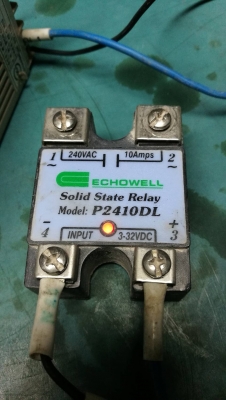 1 240VAC 10Amps 2
~ ~
ECHOWELL
Solid State Relay
Model: P2410DL
- +
4 INPUT 3-32VDC 3